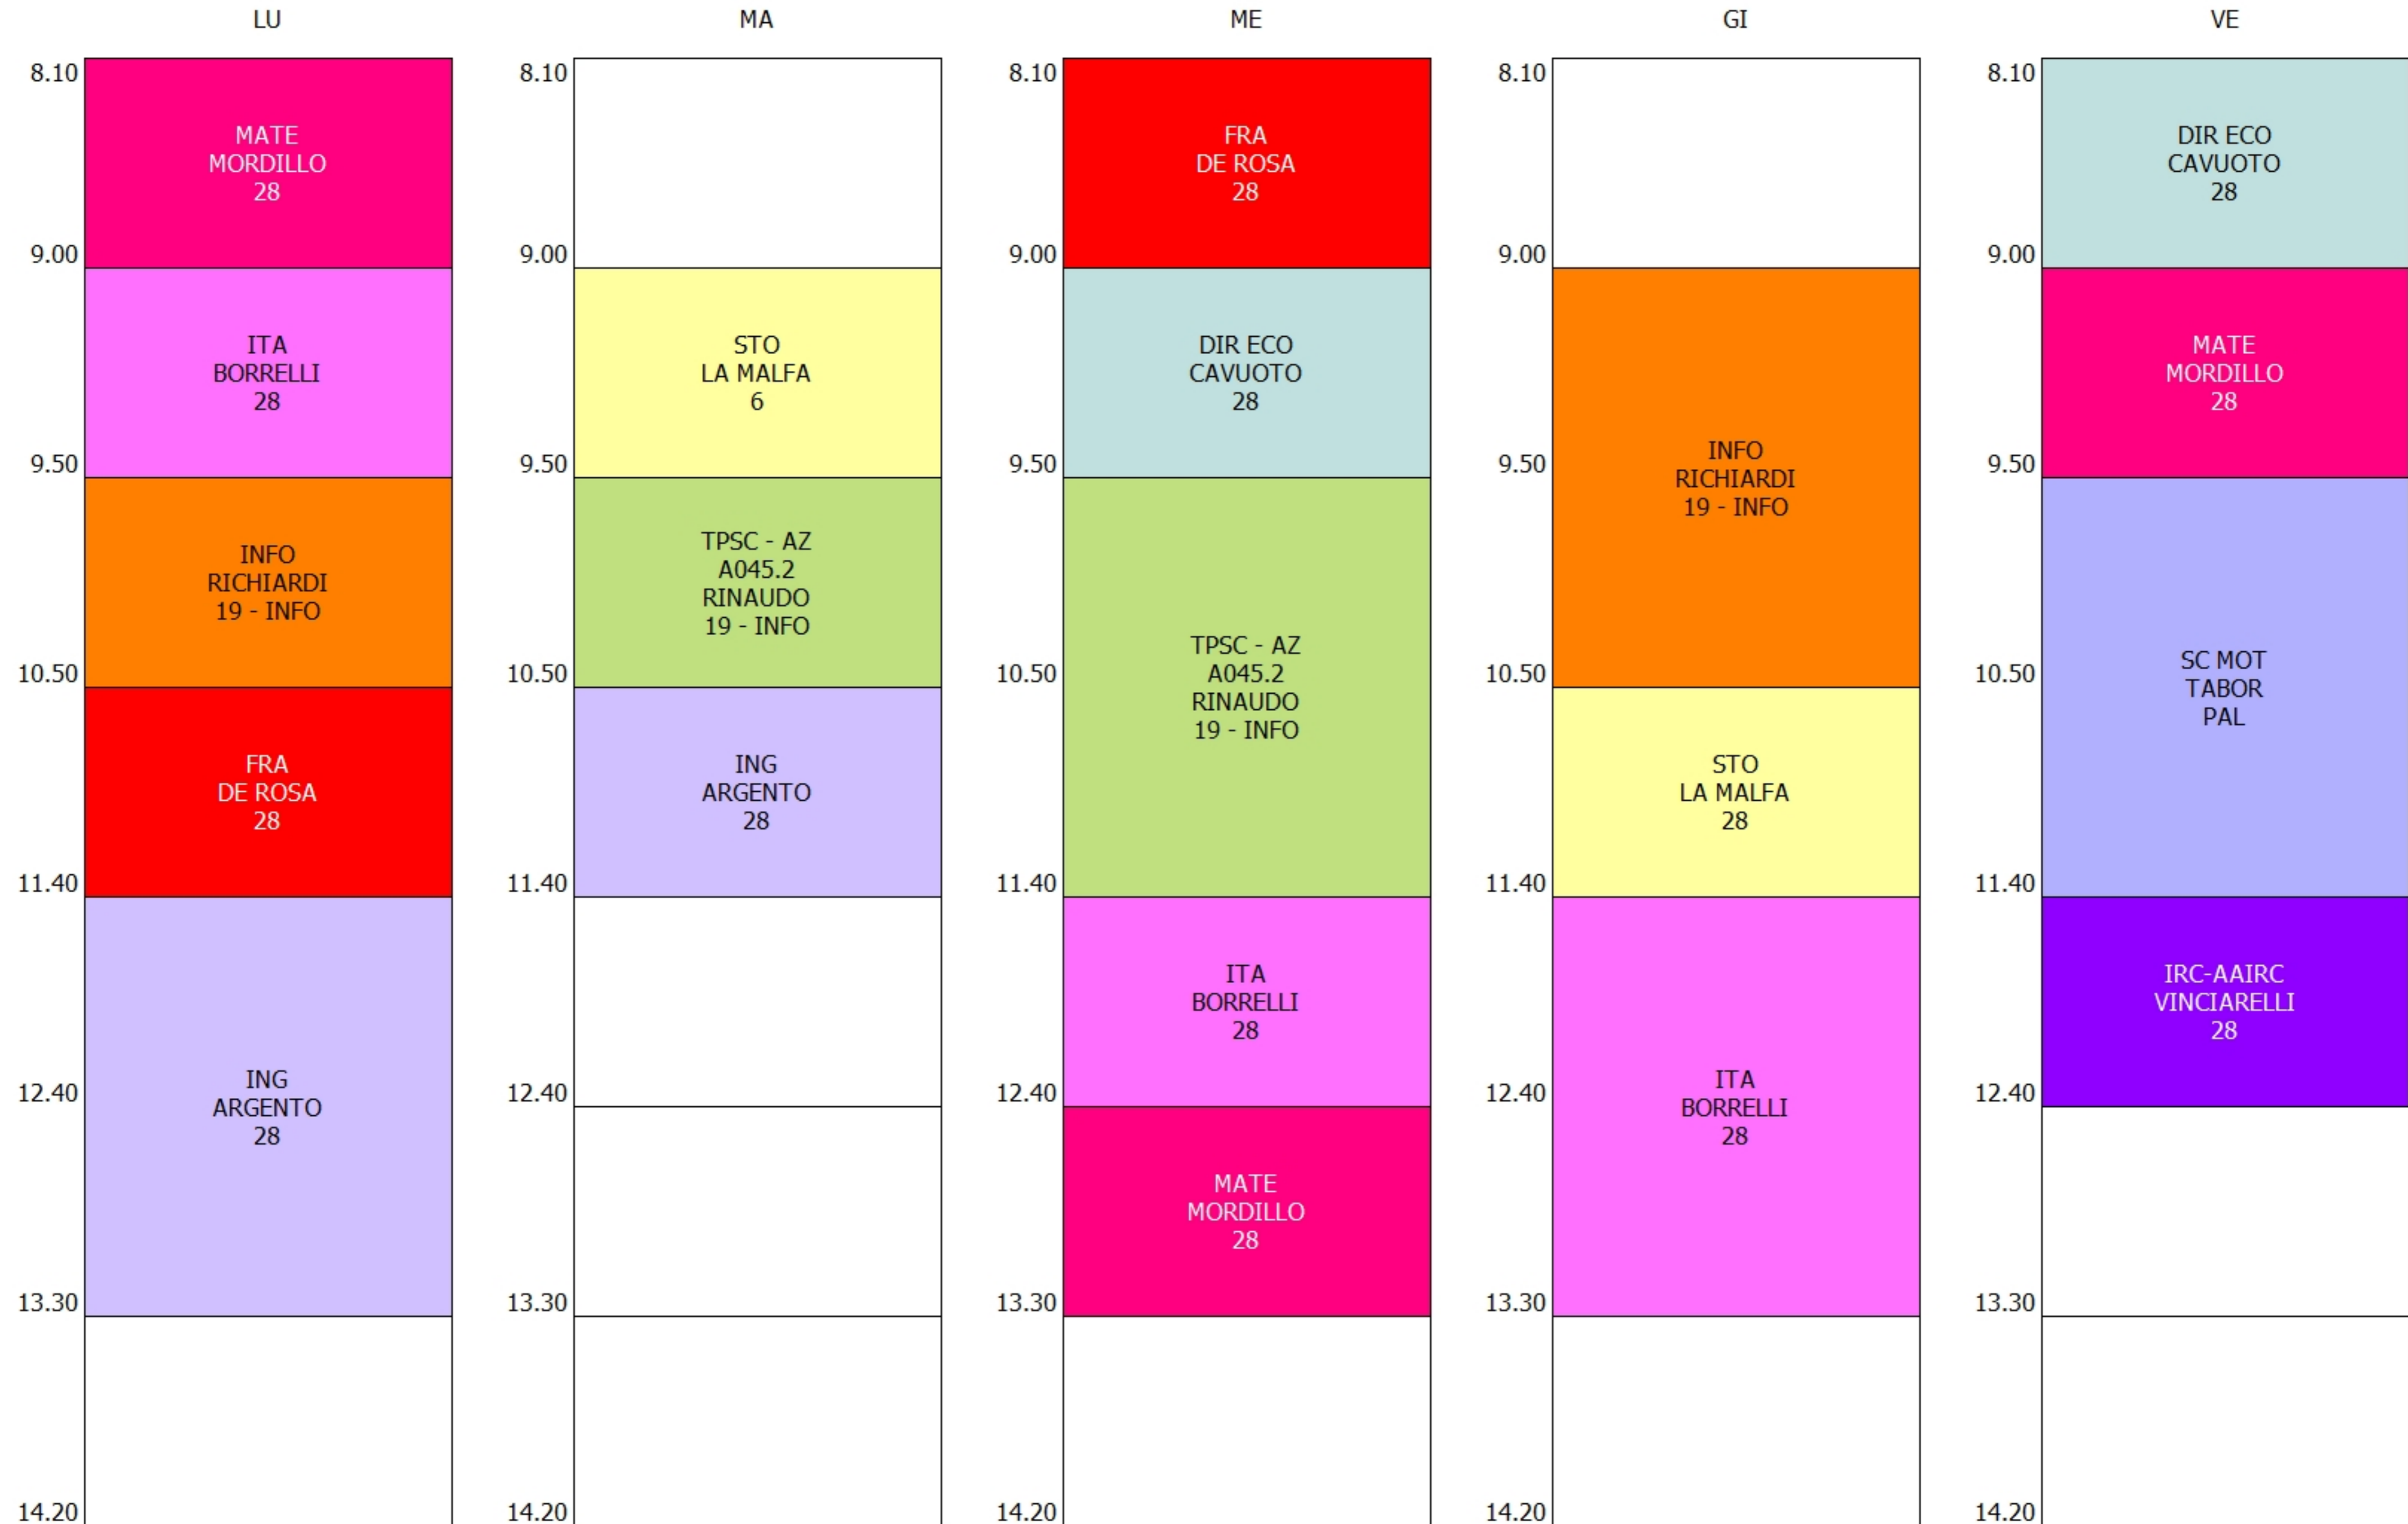 LU
8.10
MATE
MORDILLO
28
9.00
ITA
BORRELLI
28
9.50
INFO
RICHIARDI
19 - INFO
10.50
FRA
DE ROSA
28
11.40
ING
ARGENTO
28
12.40
13.30
14.20
MA
8.10
9.00
STO
LA MALFA
6
9.50
TPSC - AZ
A045.2
RINAUDO
19 - INFO
10.50
ING
ARGENTO
28
11.40
12.40
13.30
14.20
ME
8.10
FRA
DE ROSA
28
9.00
DIR ECO
CAVUOTO
28
9.50
TPSC - AZ
A045.2
RINAUDO
19 - INFO
10.50
11.40
ITA
BORRELLI
28
12.40
MATE
MORDILLO
28
13.30
14.20
GI
8.10
9.00
INFO
RICHIARDI
19 - INFO
9.50
10.50
STO
LA MALFA
28
11.40
ITA
BORRELLI
28
12.40
13.30
14.20
VE
8.10
DIR ECO
CAVUOTO
28
9.00
MATE
MORDILLO
28
9.50
SC MOT
TABOR
PAL
10.50
11.40
IRC-AAIRC
VINCIARELLI
28
12.40
13.30
14.20